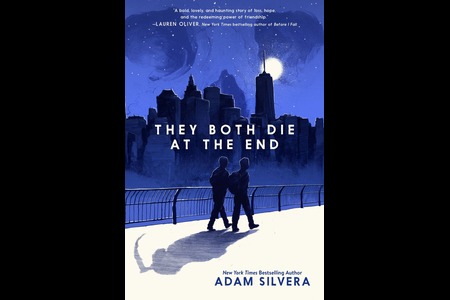 "A bold, lovely, and haunting story of loss, hope,
and the redeeming power of friendship."
—LAUREN OLIVER, New York Times bestselling author of Before I Fall
THEY BOTH DIE
AT THE END
New York Times Bestselling Author
ADAM SILVERA